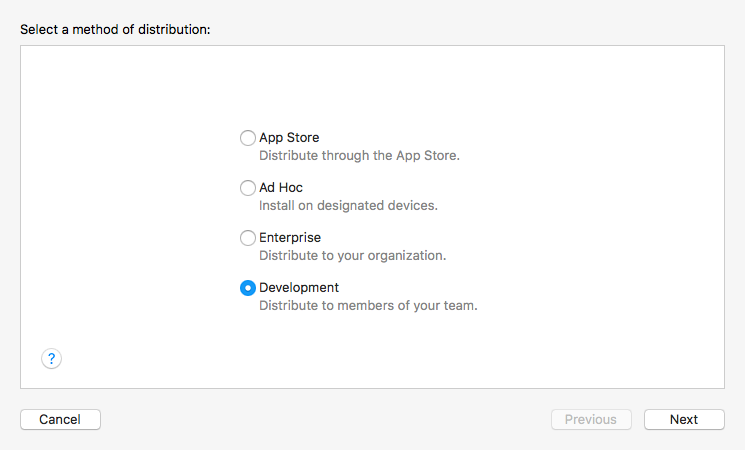 Select a method of distribution:
App Store
Distribute through the App Store.
Ad Hoc
Install on designated devices.
Enterprise
Distribute to your organization.
Development
Distribute to members of your team.
?
Cancel
Previous
Next